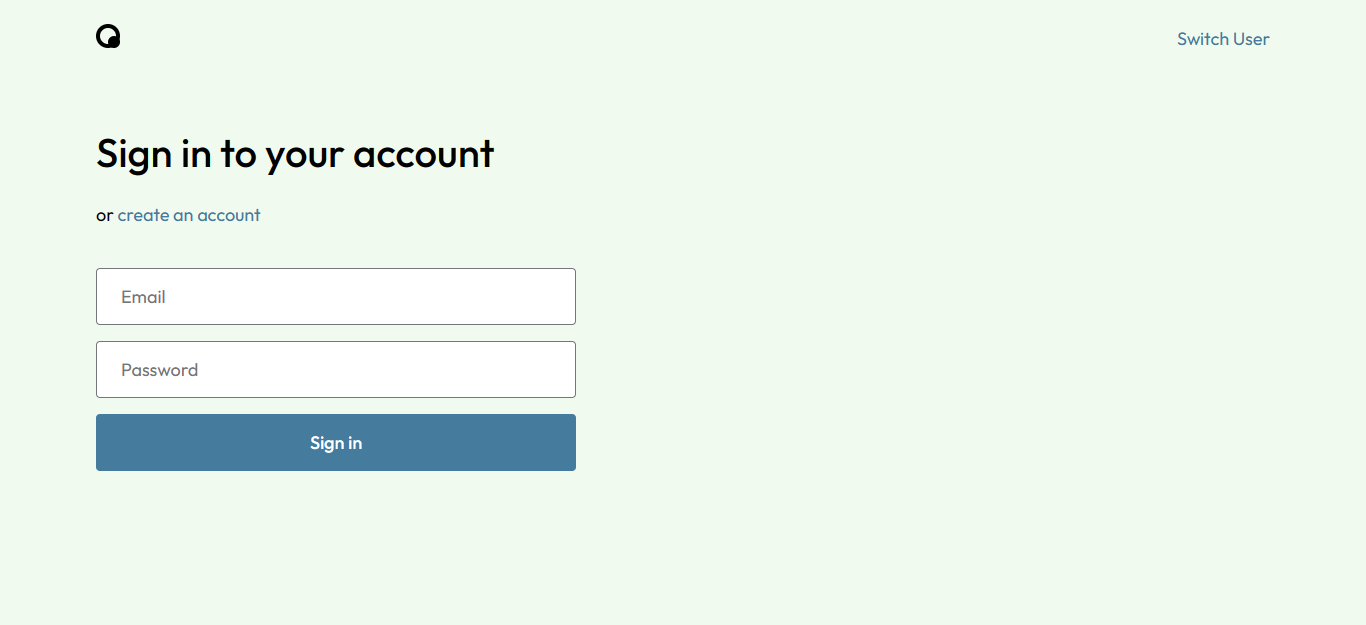 Switch User
Sign in to your account
or create an account
Email
Password
Sign in